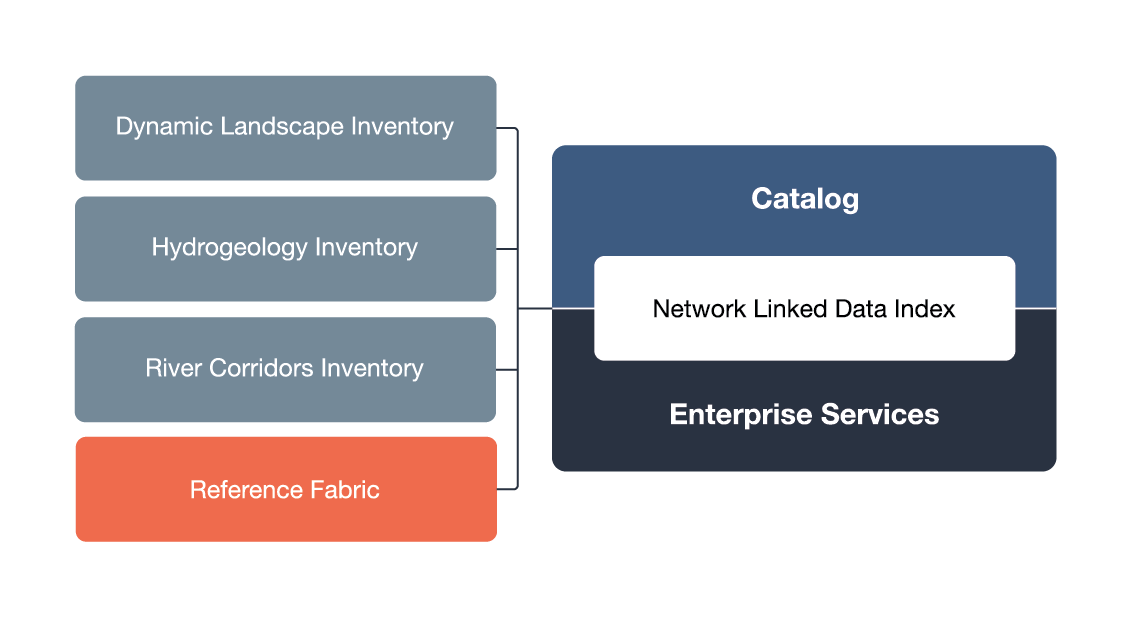 Dynamic Landscape Inventory
Hydrogeology Inventory
River Corridors Inventory
Reference Fabric
Catalog
Network Linked Data Index
Enterprise Services